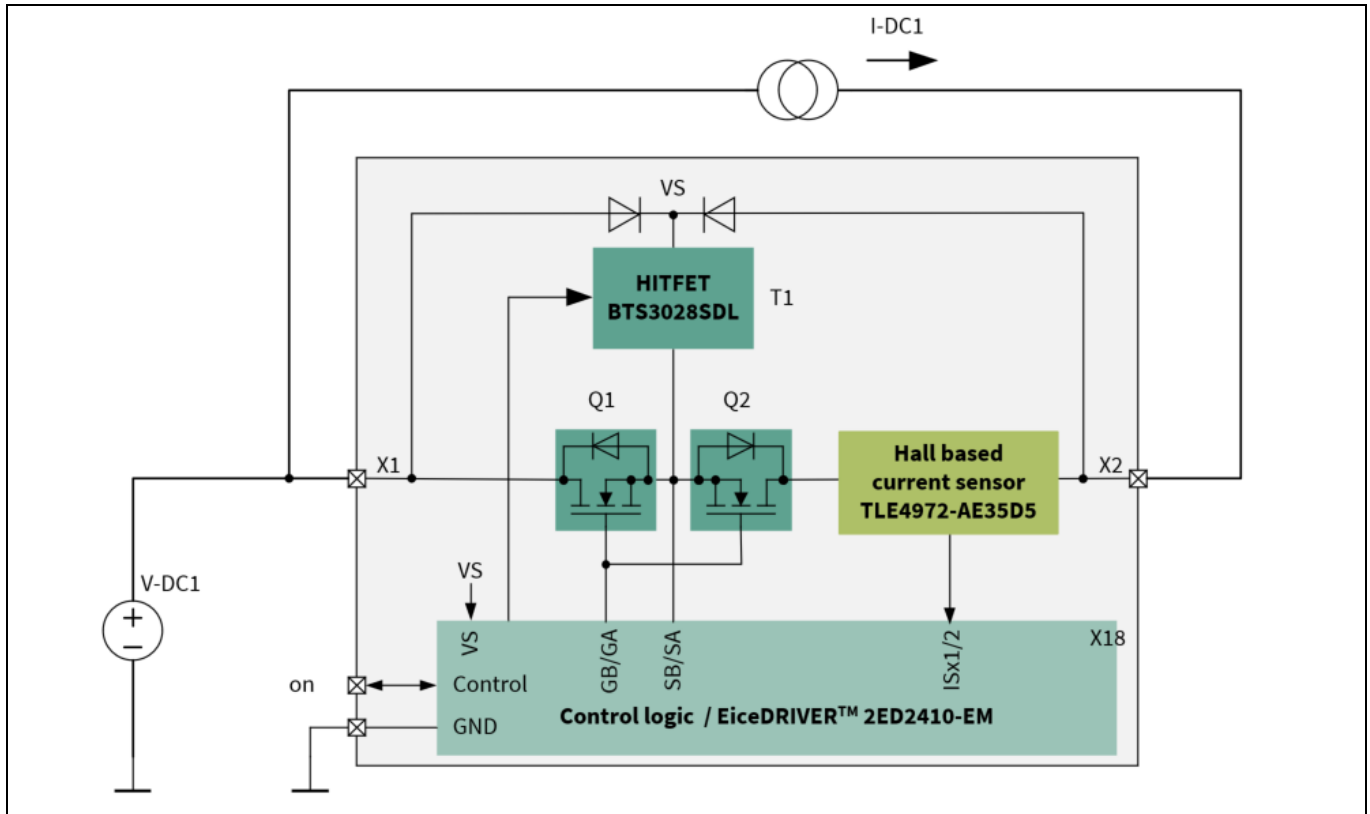 I-DC1
VS
HITFET
BTS3028SDL
T1
Q1
Q2
X1
Hall based
current sensor
TLE4972-AE35D5
X2
V-DC1
+
−
VS
VS
GB/GA
SB/SA
ISx1/2
X18
on
Control
Control logic / EiceDRIVER™ 2ED2410-EM
GND